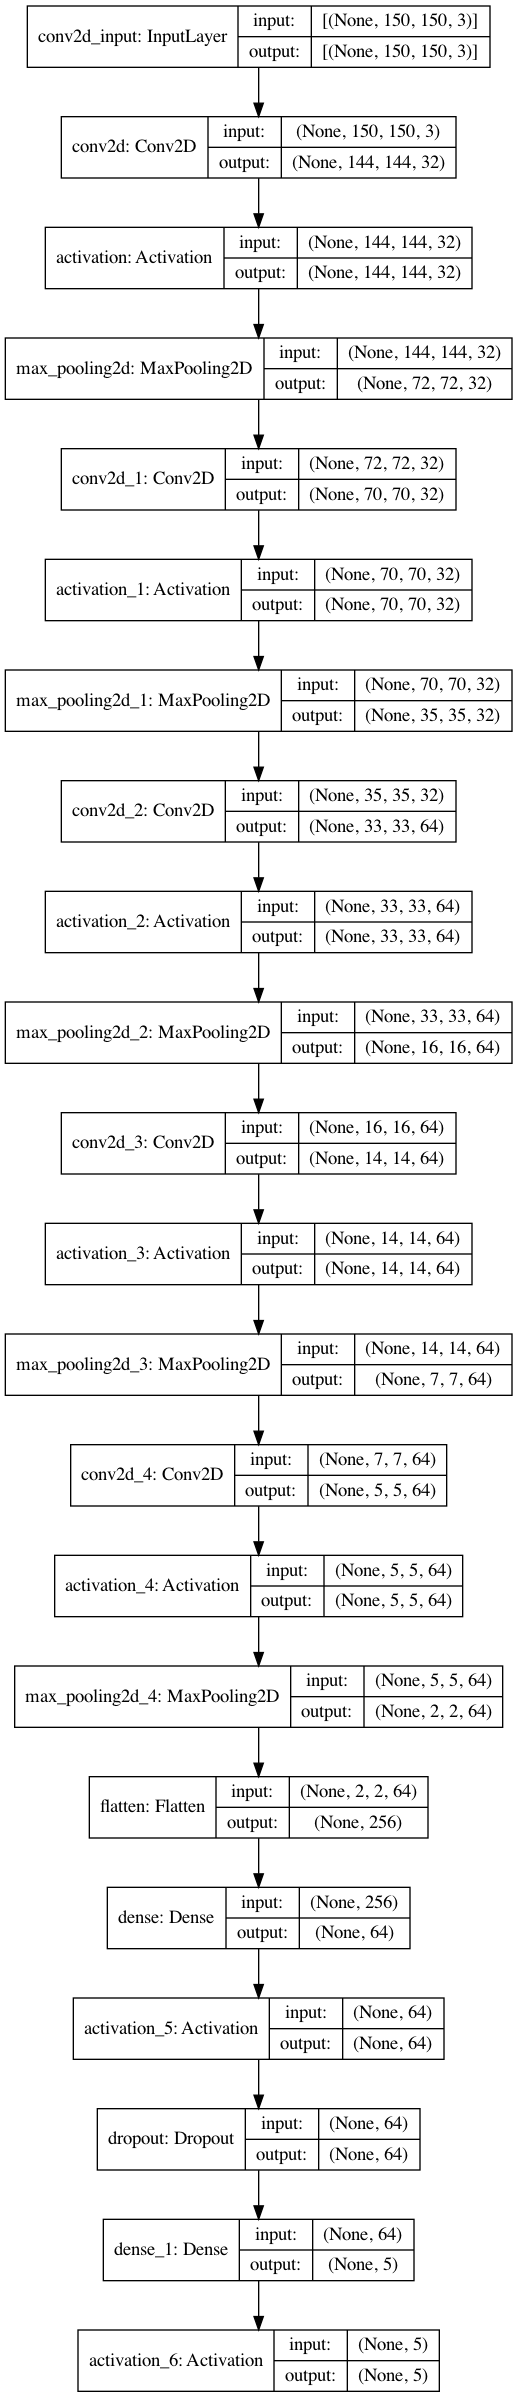 conv2d_input: InputLayer
input:
[(None, 150, 150, 3)]
output:
[(None, 150, 150, 3)]
conv2d: Conv2D
input:
(None, 150, 150, 3)
output:
(None, 144, 144, 32)
activation: Activation
input:
(None, 144, 144, 32)
output:
(None, 144, 144, 32)
max_pooling2d: MaxPooling2D
input:
(None, 144, 144, 32)
output:
(None, 72, 72, 32)
conv2d_1: Conv2D
input:
(None, 72, 72, 32)
output:
(None, 70, 70, 32)
activation_1: Activation
input:
(None, 70, 70, 32)
output:
(None, 70, 70, 32)
max_pooling2d_1: MaxPooling2D
input:
(None, 70, 70, 32)
output:
(None, 35, 35, 32)
conv2d_2: Conv2D
input:
(None, 35, 35, 32)
output:
(None, 33, 33, 64)
activation_2: Activation
input:
(None, 33, 33, 64)
output:
(None, 33, 33, 64)
max_pooling2d_2: MaxPooling2D
input:
(None, 33, 33, 64)
output:
(None, 16, 16, 64)
conv2d_3: Conv2D
input:
(None, 16, 16, 64)
output:
(None, 14, 14, 64)
activation_3: Activation
input:
(None, 14, 14, 64)
output:
(None, 14, 14, 64)
max_pooling2d_3: MaxPooling2D
input:
(None, 14, 14, 64)
output:
(None, 7, 7, 64)
conv2d_4: Conv2D
input:
(None, 7, 7, 64)
output:
(None, 5, 5, 64)
activation_4: Activation
input:
(None, 5, 5, 64)
output:
(None, 5, 5, 64)
max_pooling2d_4: MaxPooling2D
input:
(None, 5, 5, 64)
output:
(None, 2, 2, 64)
flatten: Flatten
input:
(None, 2, 2, 64)
output:
(None, 256)
dense: Dense
input:
(None, 256)
output:
(None, 64)
activation_5: Activation
input:
(None, 64)
output:
(None, 64)
dropout: Dropout
input:
(None, 64)
output:
(None, 64)
dense_1: Dense
input:
(None, 64)
output:
(None, 5)
activation_6: Activation
input:
(None, 5)
output:
(None, 5)